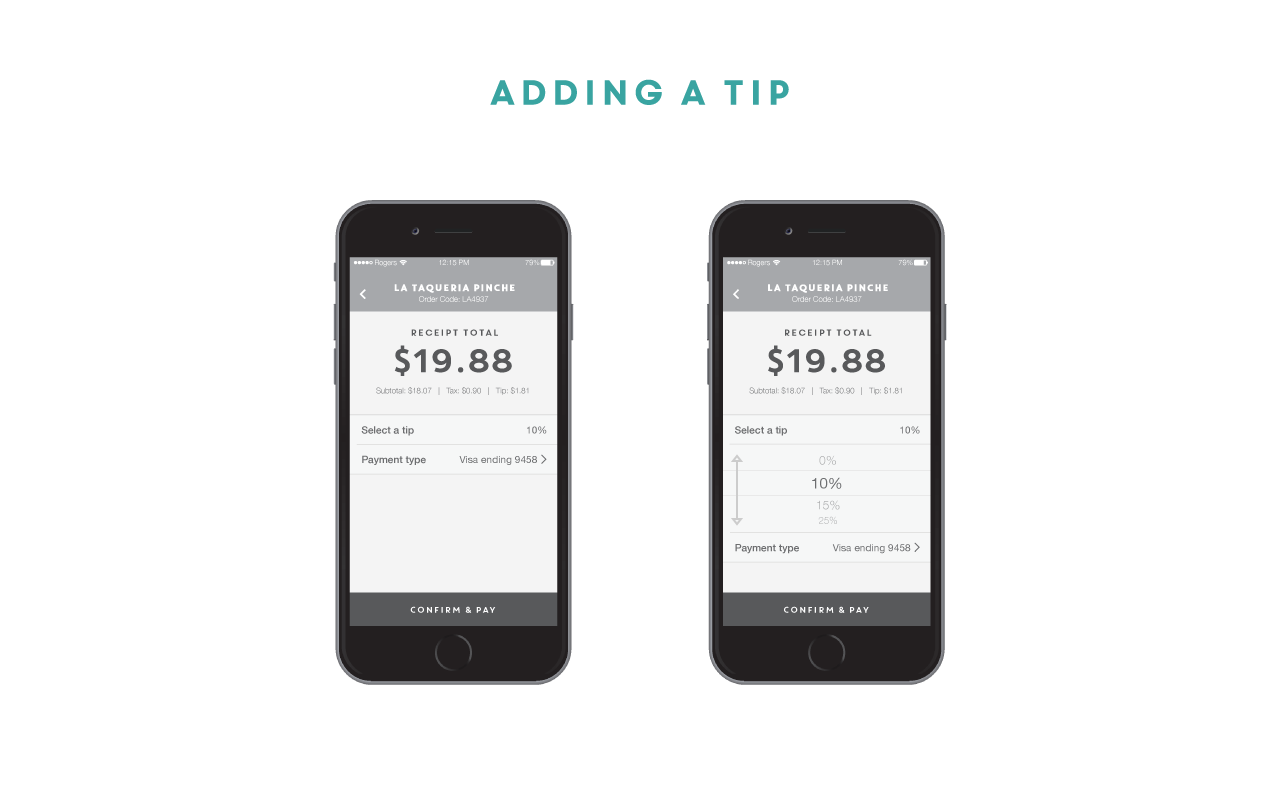 ADDING A TIP
Rogers 12:15 PM 79%
LA TAQUERIA PINCHE
Order Code: LA4937
RECEIPT TOTAL
$19.88
Subtotal: $18.07 | Tax: $0.90 | Tip: $1.81
Select a tip 10%
Payment type Visa ending 9458
CONFIRM & PAY
Rogers 12:15 PM 79%
LA TAQUERIA PINCHE
Order Code: LA4937
RECEIPT TOTAL
$19.88
Subtotal: $18.07 | Tax: $0.90 | Tip: $1.81
Select a tip 10%
0%
10%
15%
25%
Payment type Visa ending 9458
CONFIRM & PAY